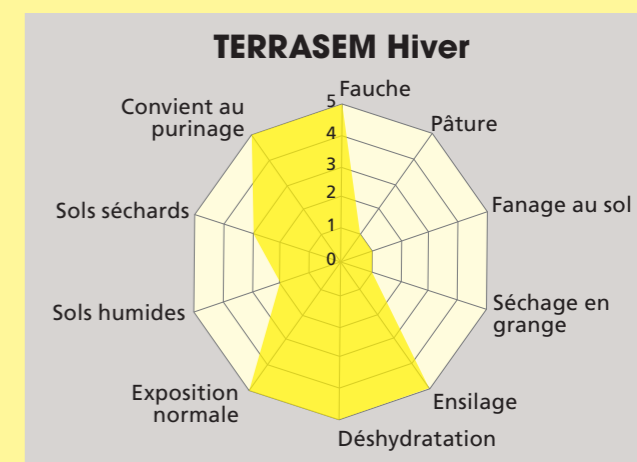 TERRASEM Hiver
Fauche
Pâture
Fanage au sol
Séchage en
grange
Ensilage
Déshydratation
Exposition
normale
Sols humides
Sols séchards
Convient au
purinage
5
4
3
2
1
0